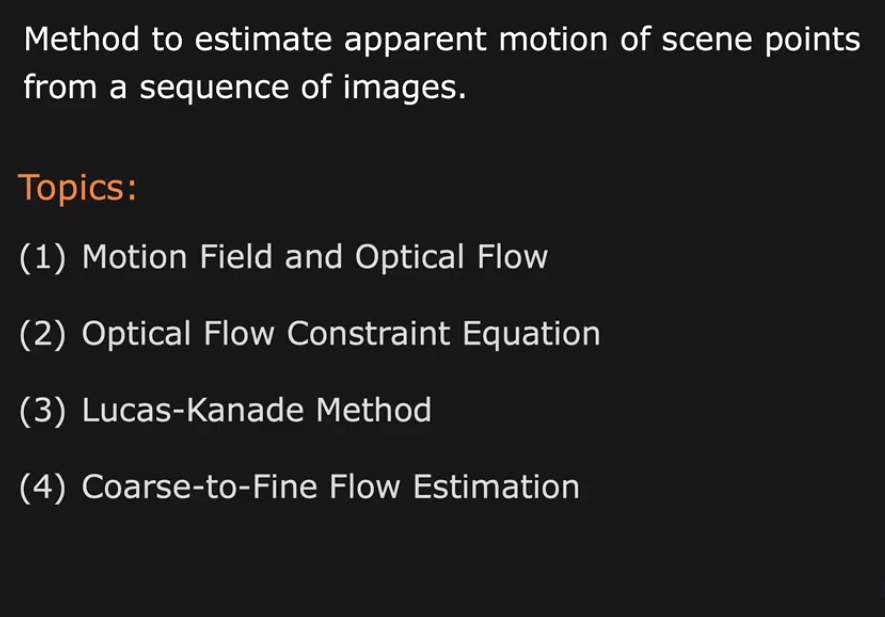 Method to estimate apparent motion of scene points
from a sequence of images.
Topics:
(1) Motion Field and Optical Flow
(2) Optical Flow Constraint Equation
(3) Lucas-Kanade Method
(4) Coarse-to-Fine Flow Estimation